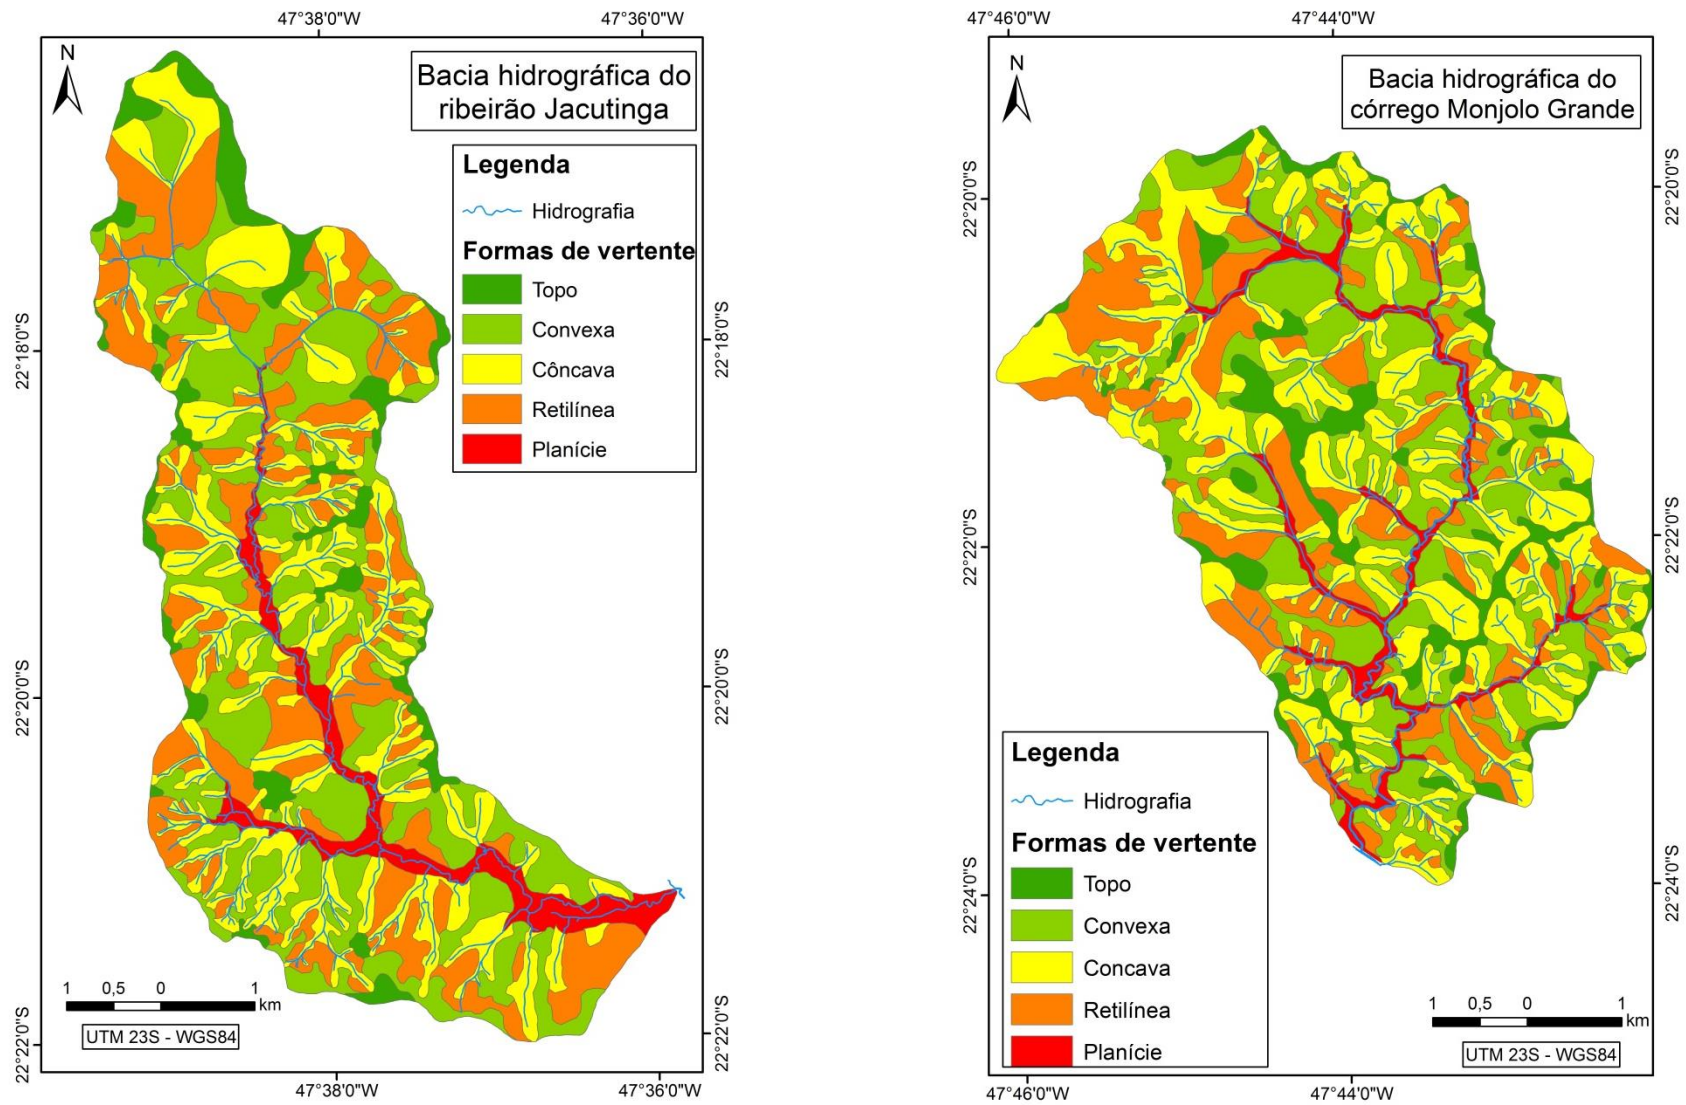 47°38'0"W
47°36'0"W
N
Bacia hidrográfica do
ribeirão Jacutinga
Legenda
Hidrografia
Formas de vertente
Topo
Convexa
Côncava
Retilínea
Planície
22°18'0"S
22°18'0"S
22°20'0"S
22°20'0"S
22°22'0"S
22°22'0"S
1 0,5 0 1
km
UTM 23S - WGS84
47°38'0"W
47°36'0"W
47°46'0"W
47°44'0"W
N
Bacia hidrográfica do
córrego Monjolo Grande
22°20'0"S
22°20'0"S
22°22'0"S
22°22'0"S
22°24'0"S
22°24'0"S
Legenda
Hidrografia
Formas de vertente
Topo
Convexa
Concava
Retilínea
Planície
1 0,5 0 1
km
UTM 23S - WGS84
47°46'0"W
47°44'0"W